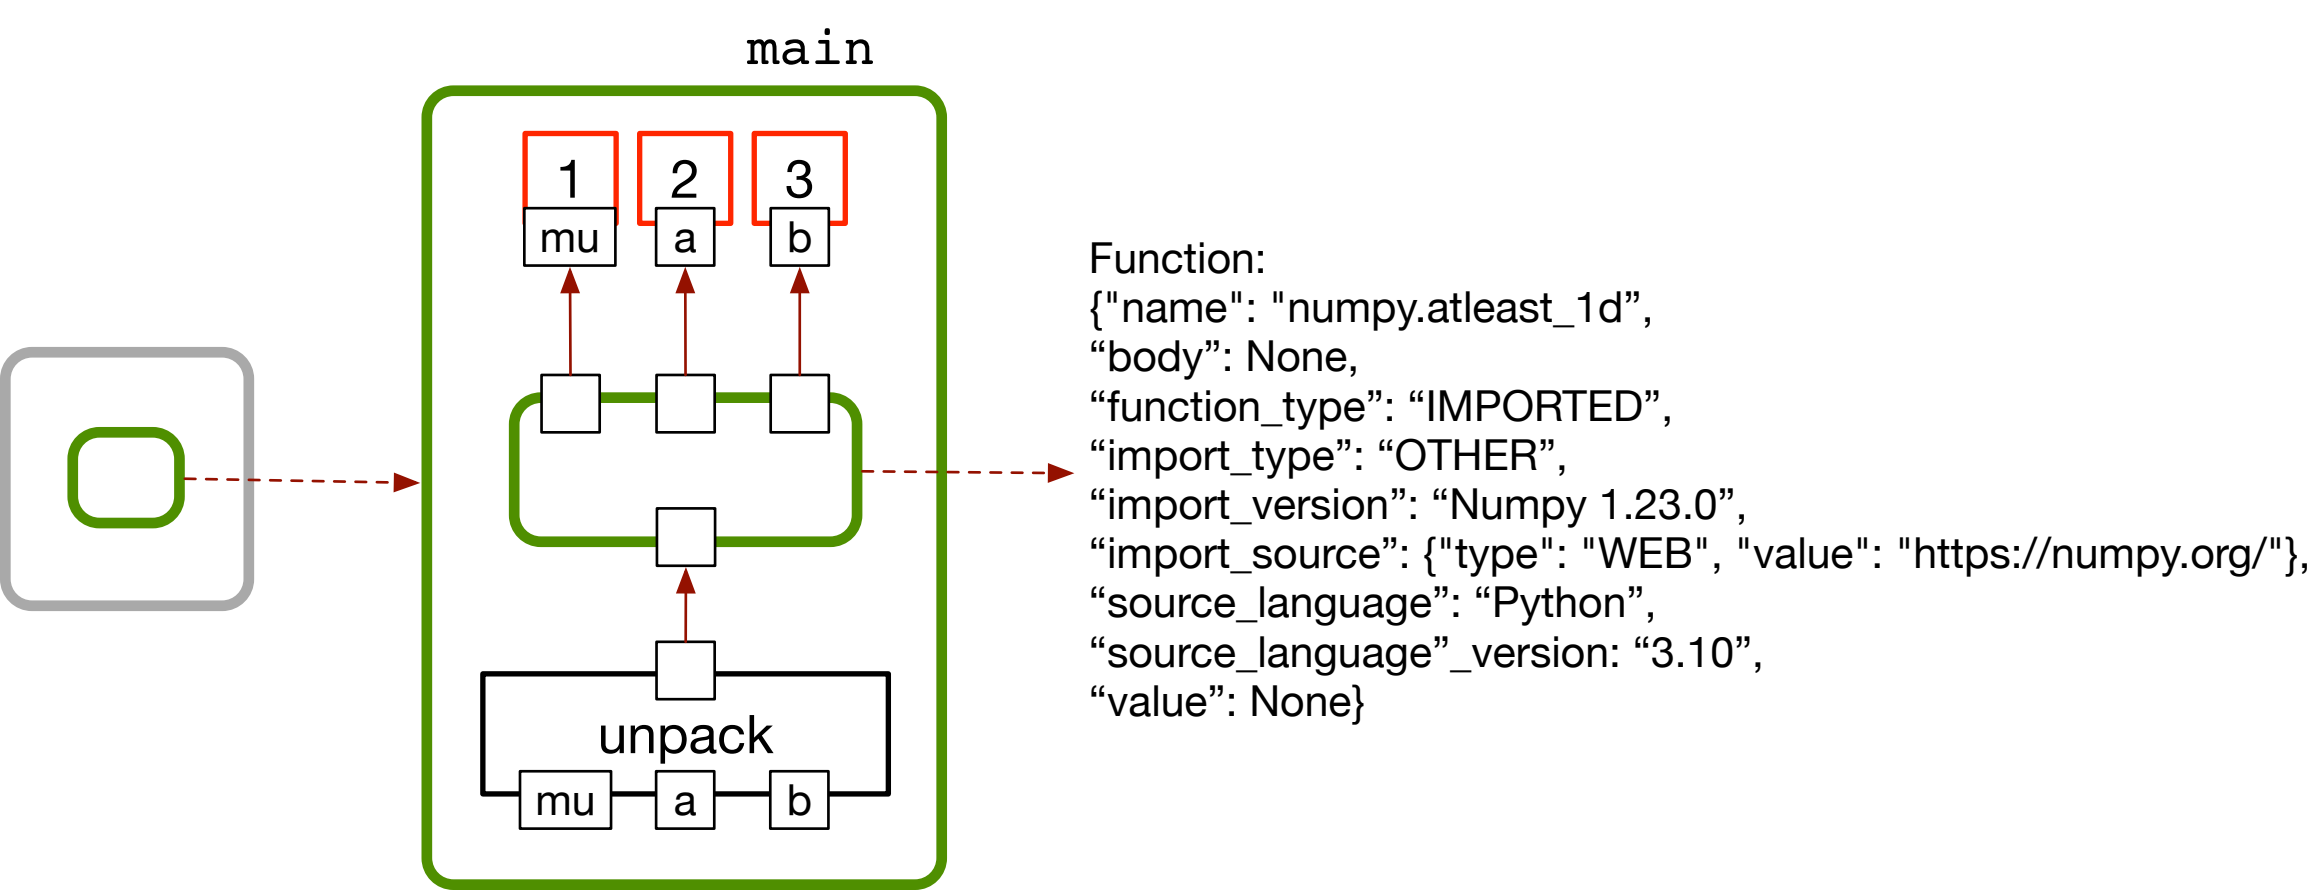 main
1 2 3
mu a b
Function:
{"name": "numpy.atleast_1d”,
“body”: None,
“function_type”: “IMPORTED”,
“import_type”: “OTHER”,
“import_version”: “Numpy 1.23.0”,
“import_source”: {"type": "WEB", "value": "https://numpy.org/"},
“source_language”: “Python”,
“source_language”_version: “3.10”,
“value”: None}
unpack
mu a b